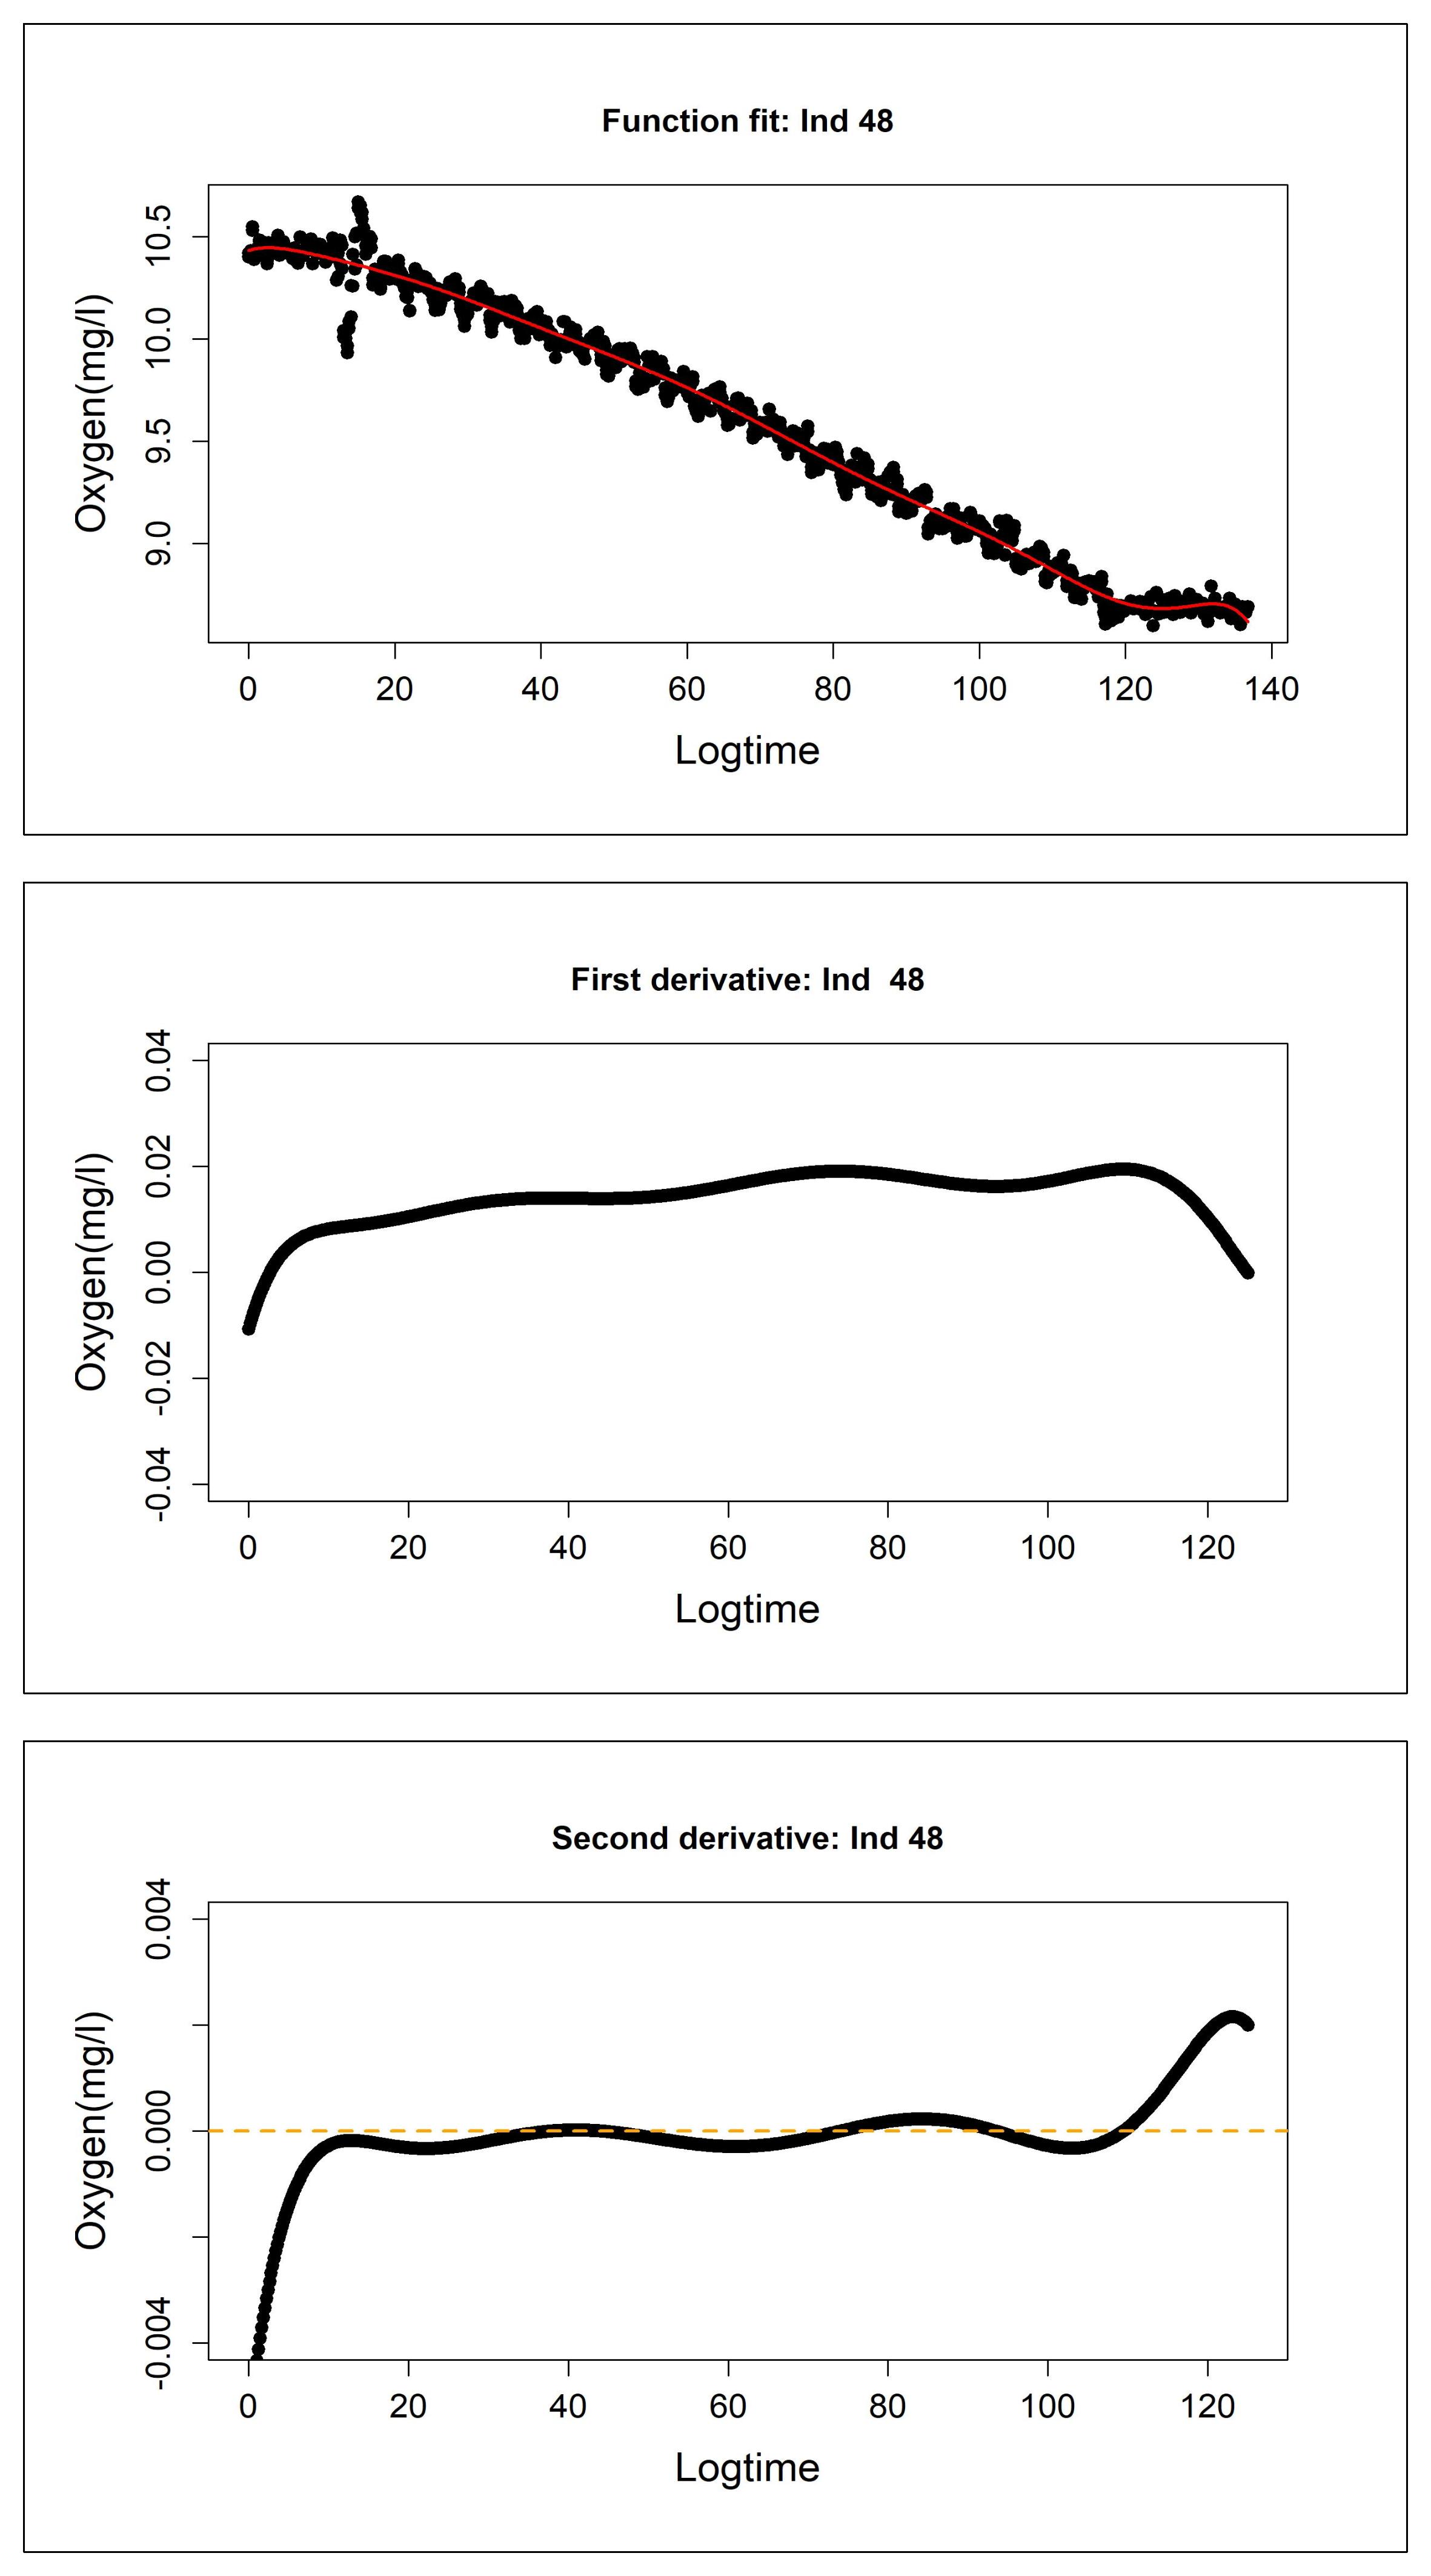 Function fit: Ind 48
10.5
10.0
9.5
9.0
Oxygen(mg/l)
0 20 40 60 80 100 120 140
Logtime
First derivative: Ind  48
0.04
0.02
0.00
-0.02
-0.04
Oxygen(mg/l)
0 20 40 60 80 100 120
Logtime
Second derivative: Ind 48
0.004
0.000
-0.004
Oxygen(mg/l)
0 20 40 60 80 100 120
Logtime